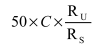 50 × C × R_U / R_S